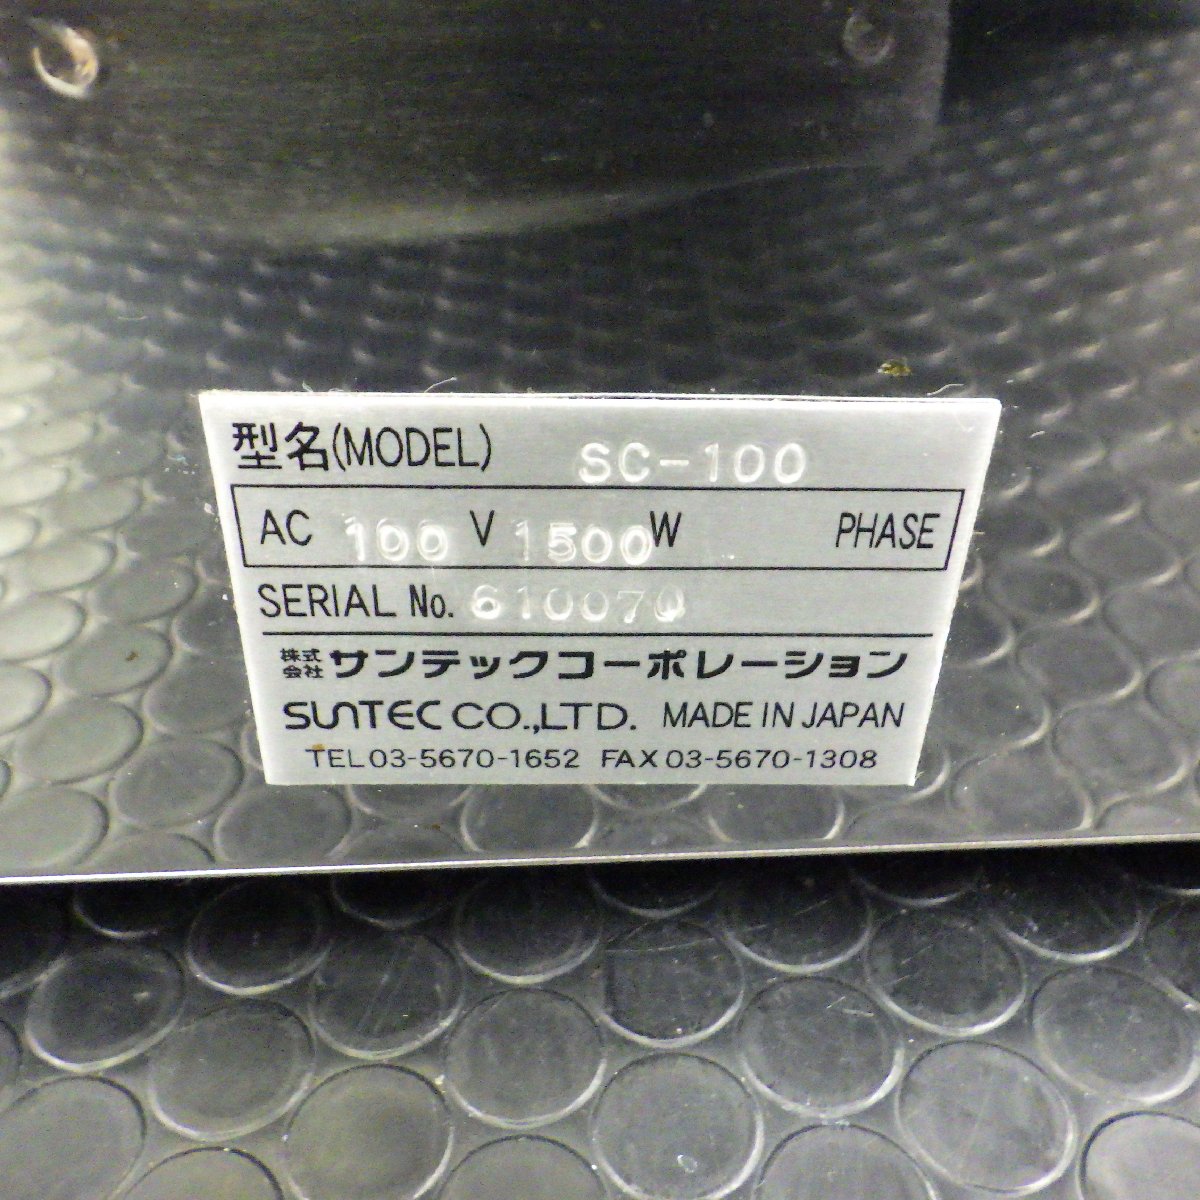 型名(MODEL) SC-100
AC 100 V 1500W PHASE
SERIAL No. 610070
株式会社 サンテックコーポレーション
SUNTEC CO.,LTD. MADE IN JAPAN
TEL 03-5670-1652 FAX 03-5670-1308